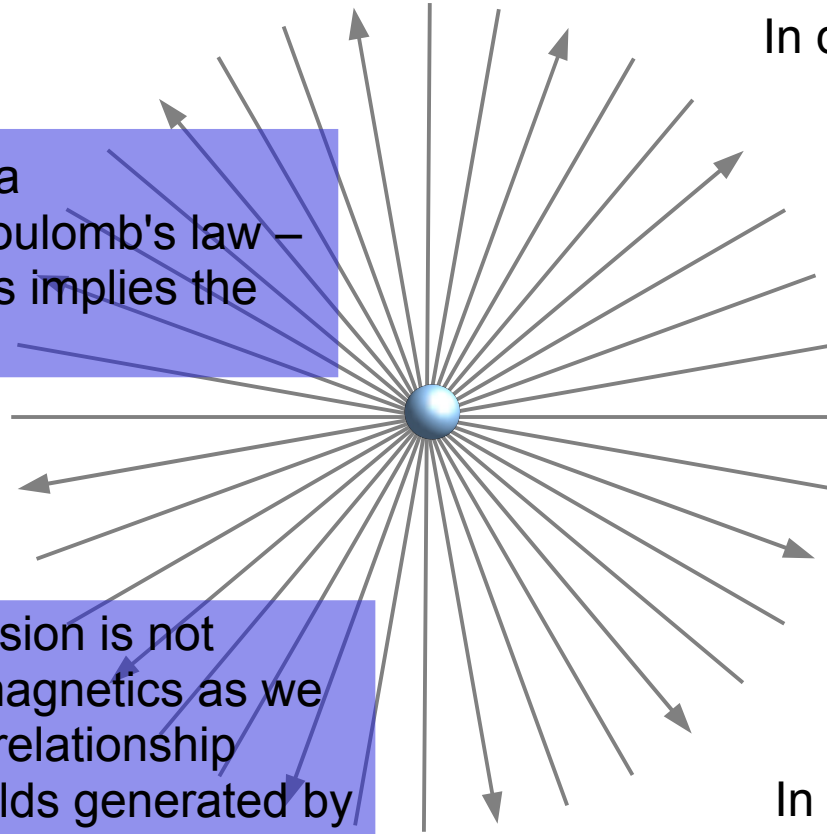 In
a
oulomb's law –
s implies the
sion is not
nagnetics as we
relationship
lds generated by
In